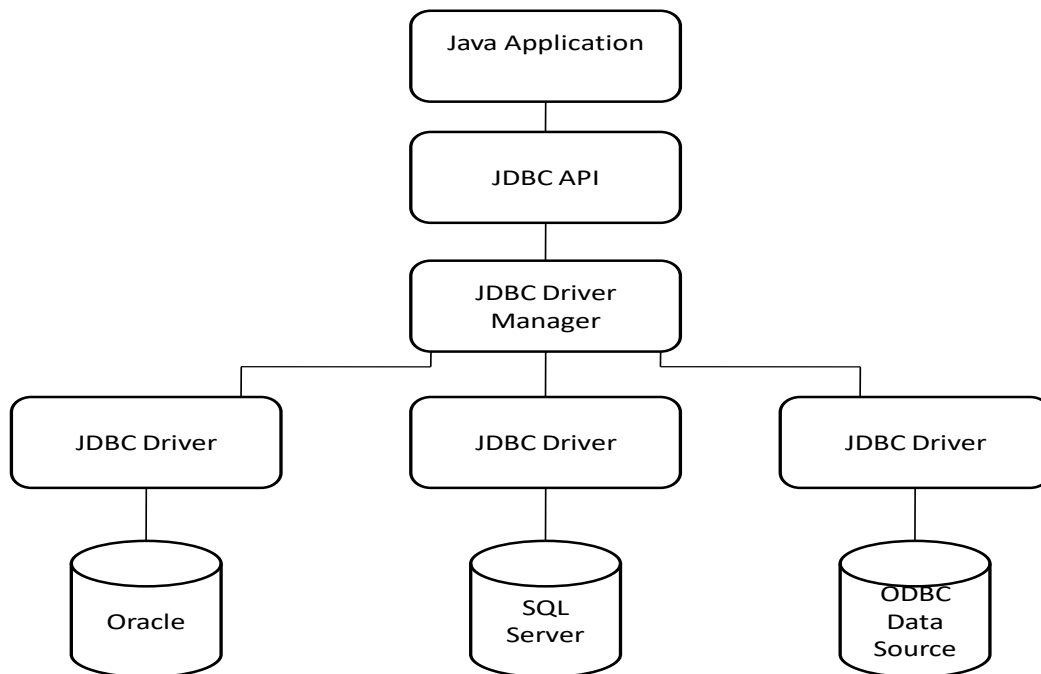 Java Application
JDBC API
JDBC Driver
Manager
JDBC Driver
JDBC Driver
JDBC Driver
Oracle
SQL
Server
ODBC
Data
Source